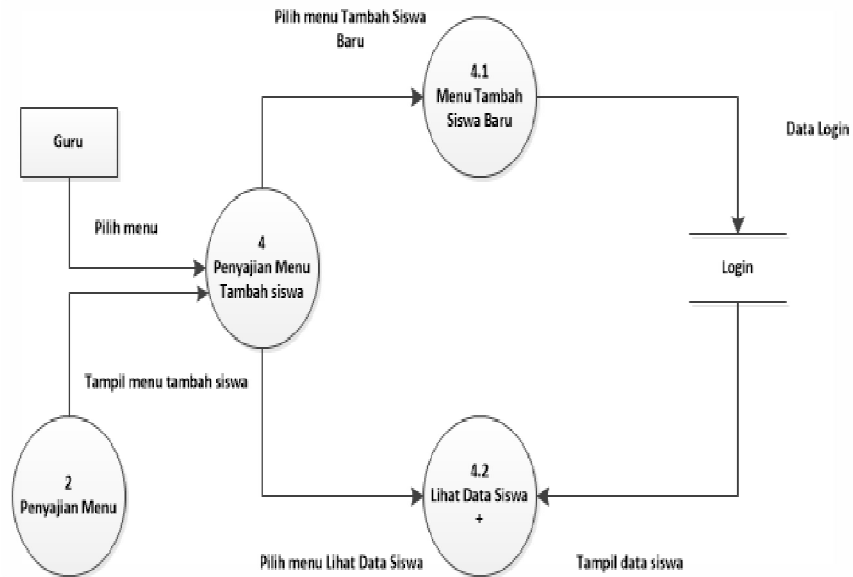 Pilih menu Tambah Siswa
Baru
4.1
Menu Tambah
Siswa Baru
Data Login
Guru
Pilih menu
4
Penyajian Menu
Tambah siswa
Login
Tampil menu tambah siswa
2
Penyajian Menu
4.2
Lihat Data Siswa
+
Pilih menu Lihat Data Siswa
Tampil data siswa